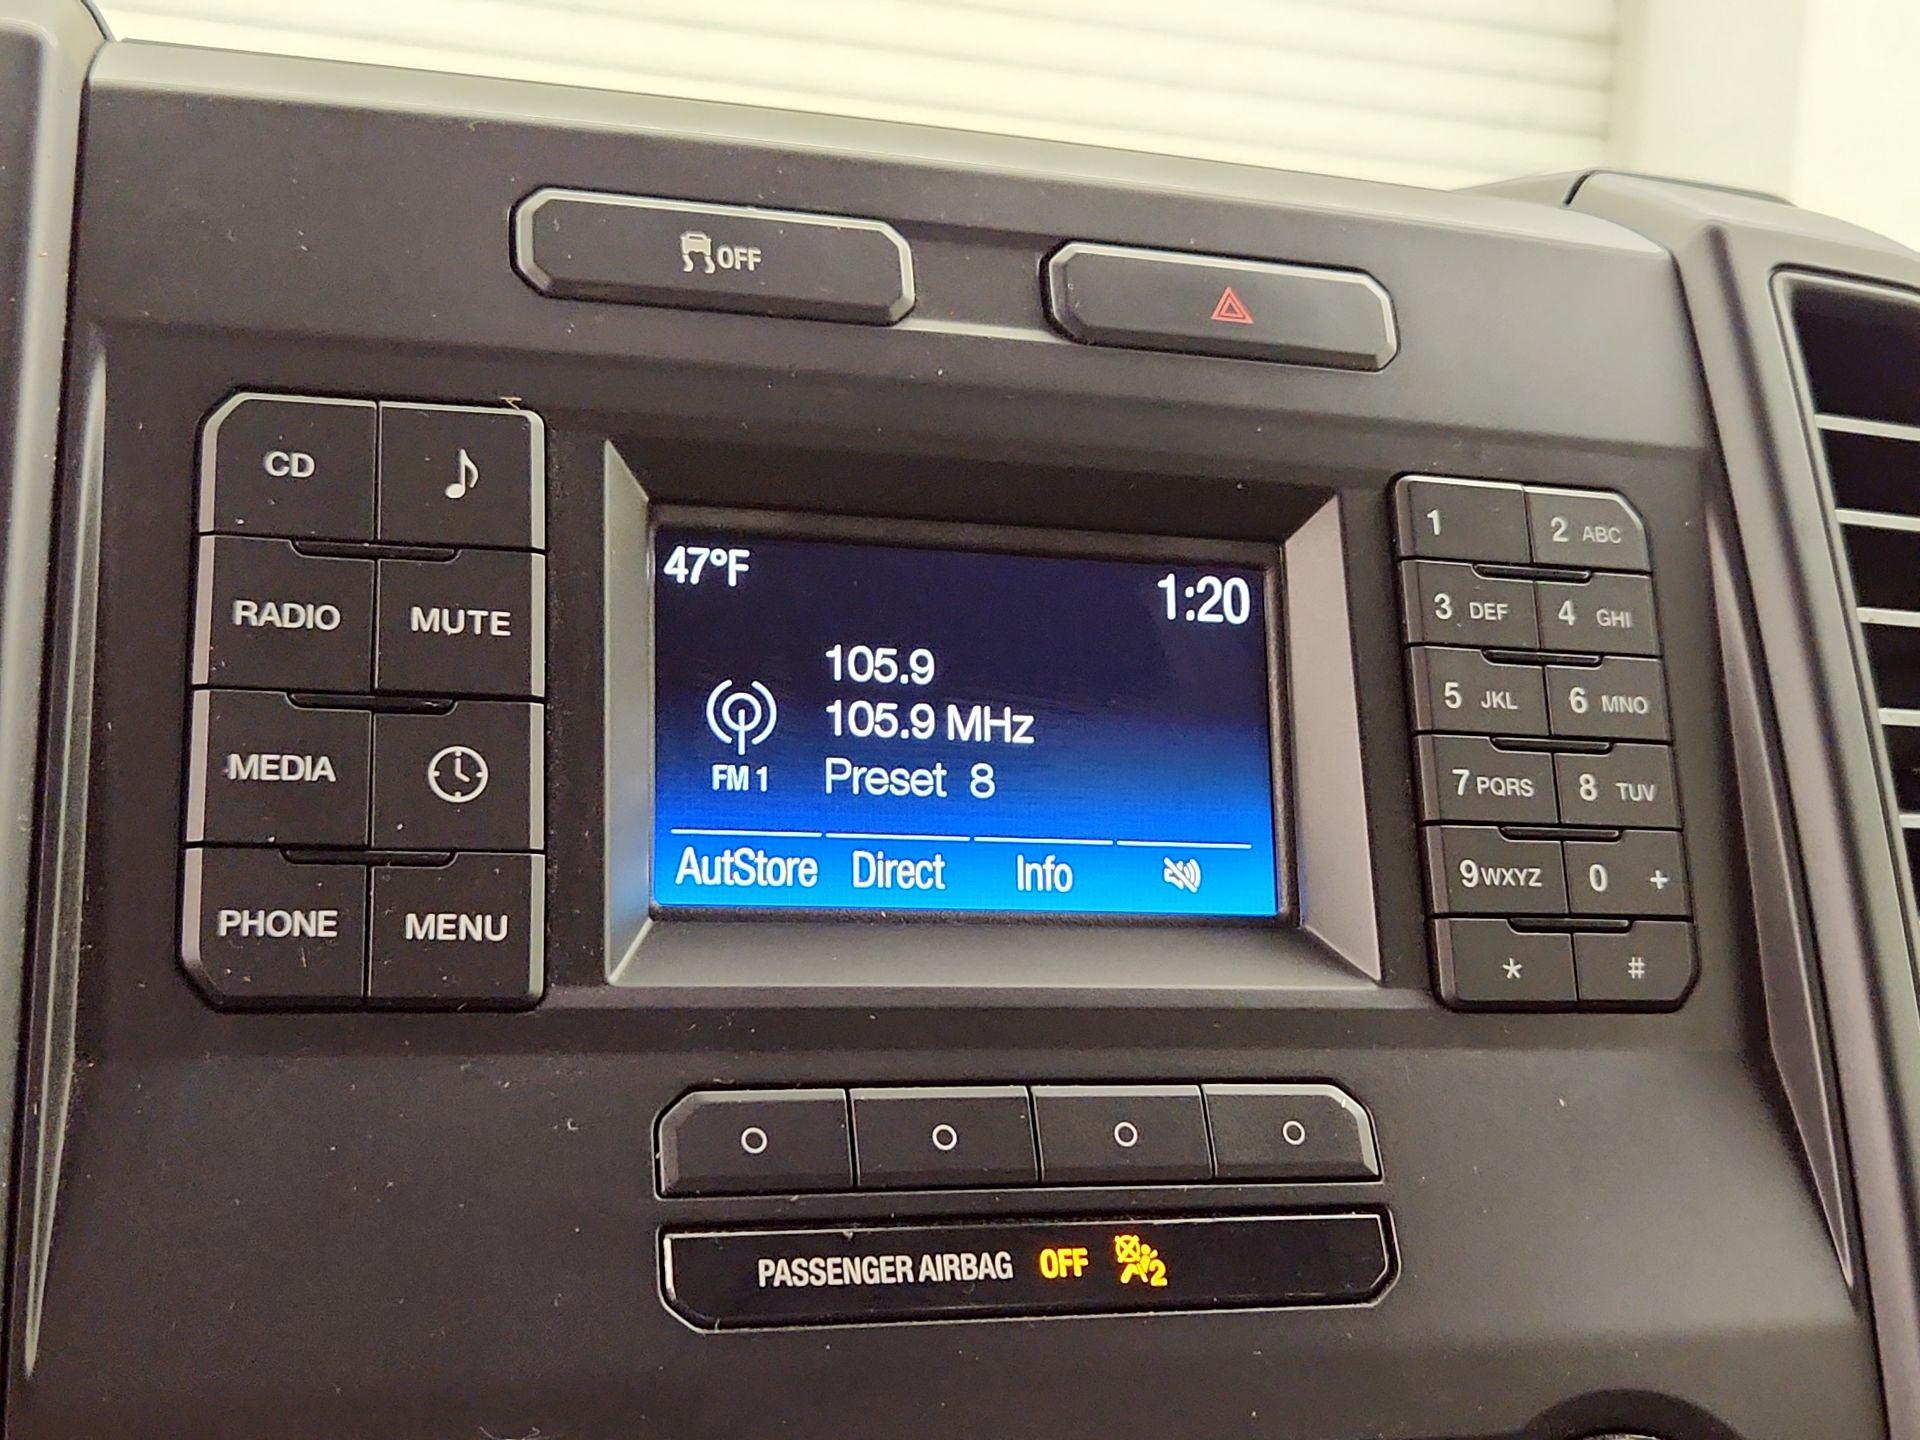 OFF
CD
RADIO MUTE
MEDIA
PHONE MENU
47°F 1:20
105.9
105.9 MHz
FM 1 Preset 8
AutStore Direct Info
1 2 ABC
3 DEF 4 GHI
5 JKL 6 MNO
7 PQRS 8 TUV
9 WXYZ 0 +
* #
PASSENGER AIRBAG OFF 2